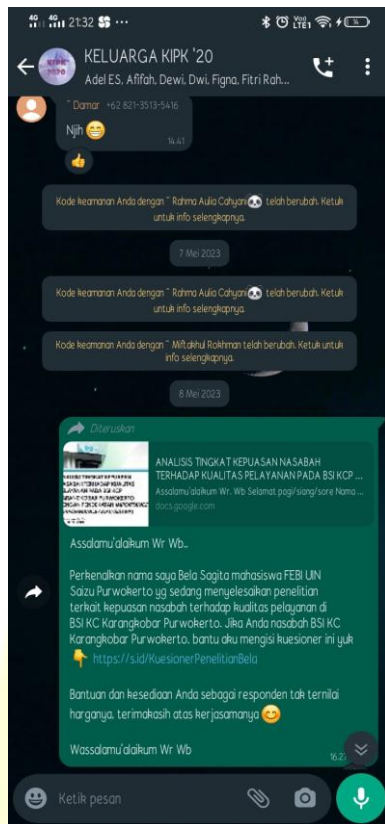 21:32
KELUARGA KIPK '20
Adel ES, Afifah, Dewi, Dwi, Figna, Fitri Rah...
~ Damar +62 821-3513-5416
Njih 😁
14.41
👍
Kode keamanan Anda dengan ~ Rahma Aulia Cahyani🐼 telah berubah. Ketuk
untuk info selengkapnya.
7 Mei 2023
Kode keamanan Anda dengan ~ Rahma Aulia Cahyani🐼 telah berubah. Ketuk
untuk info selengkapnya.
Kode keamanan Anda dengan ~ Miftakhul Rokhman telah berubah. Ketuk untuk
info selengkapnya.
8 Mei 2023
Diteruskan
ANALISIS TINGKAT KEPUASAN NASABAH
TERHADAP KUALITAS PELAYANAN PADA BSI KCP ...
Assalamu'alaikum Wr. Wb Selamat pagi/siang/sore Nama ...
docs.google.com
Assalamu'alaikum Wr Wb..
Perkenalkan nama saya Bela Sagita mahasiswa FEBI UIN
Saizu Purwokerto yg sedang menyelesaikan penelitian
terkait kepuasan nasabah terhadap kualitas pelayanan di
BSI KC Karangkobar Purwokerto. Jika Anda nasabah BSI KC
Karangkobar Purwokerto, bantu aku mengisi kuesioner ini yuk
👇 https://s.id/KuesionerPenelitianBela
Bantuan dan kesediaan Anda sebagai responden tak ternilai
harganya, terimakasih atas kerjasamanya 😊
Wassalamu'alaikum Wr Wb
Ketik pesan